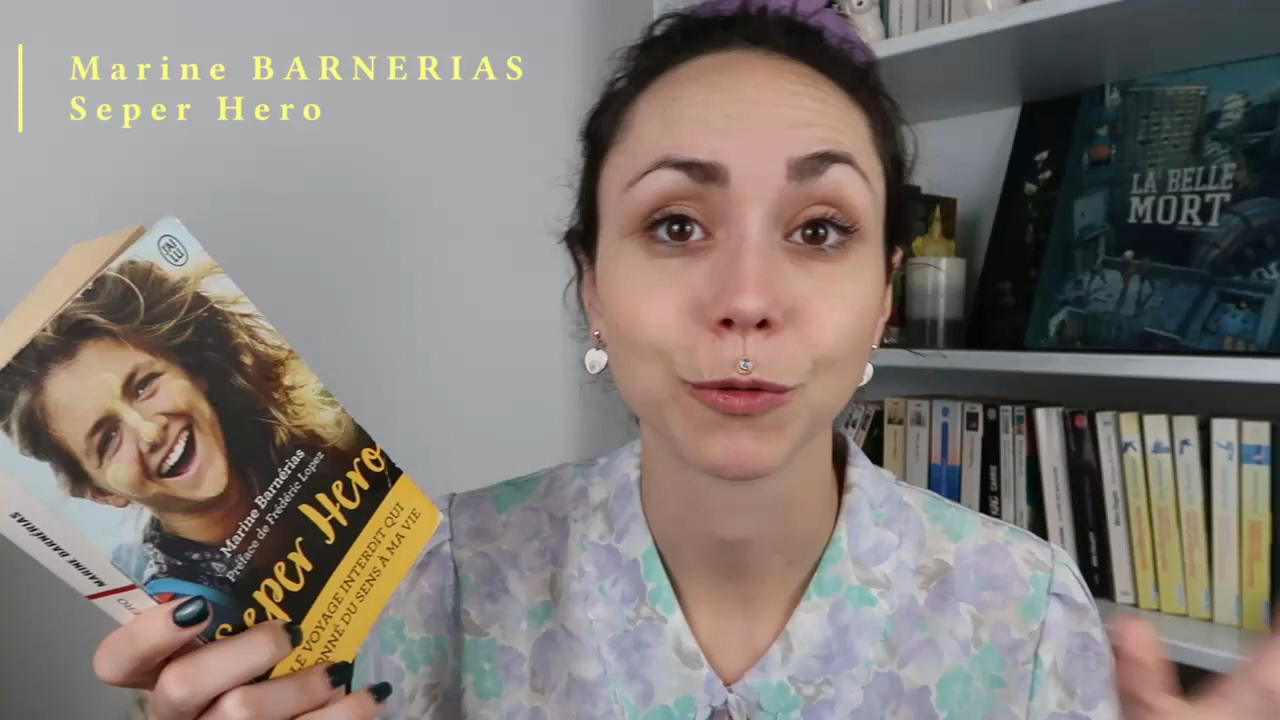 Marine BARNERIAS
Seper Hero
J'AI
LU
Marine Barnérias
Préface de Frédéric Lopez
Seper Hero
LE VOYAGE INTERDIT QUI
DONNÉ DU SENS À MA VIE
MARINE BARNÉRIAS
LA BELLE
MORT